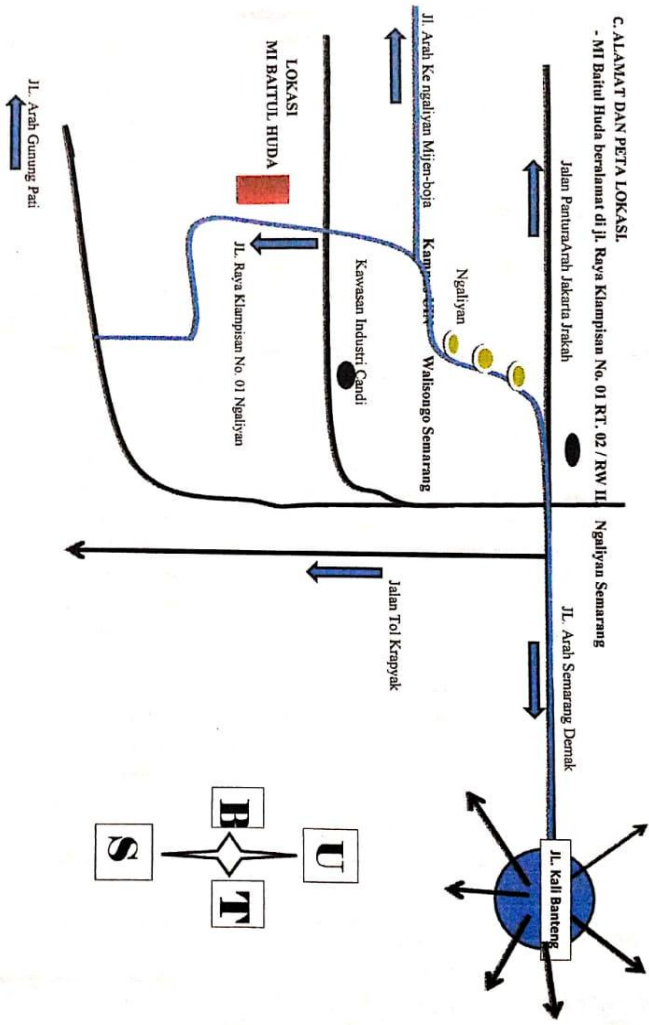 C. ALAMAT DAN PETA LOKASI
- MI Baitul Huda beralamat di jl. Raya Klampisan No. 01 RT. 02 / RW II Ngaliyan Semarang
Jalan PanturaArah Jakarta Jrakah
JL. Arah Semarang Demak
JL. Kali Banteng
Ngaliyan
Jl. Arah Ke ngaliyan Mijen-boja
Walisongo Semarang
Kawasan Industri Candi
Jalan Tol Krapyak
LOKASI
MI BAITUL HUDA
JL. Raya Klampisan No. 01 Ngaliyan
JL. Arah Gunung Pati
U
B T
S